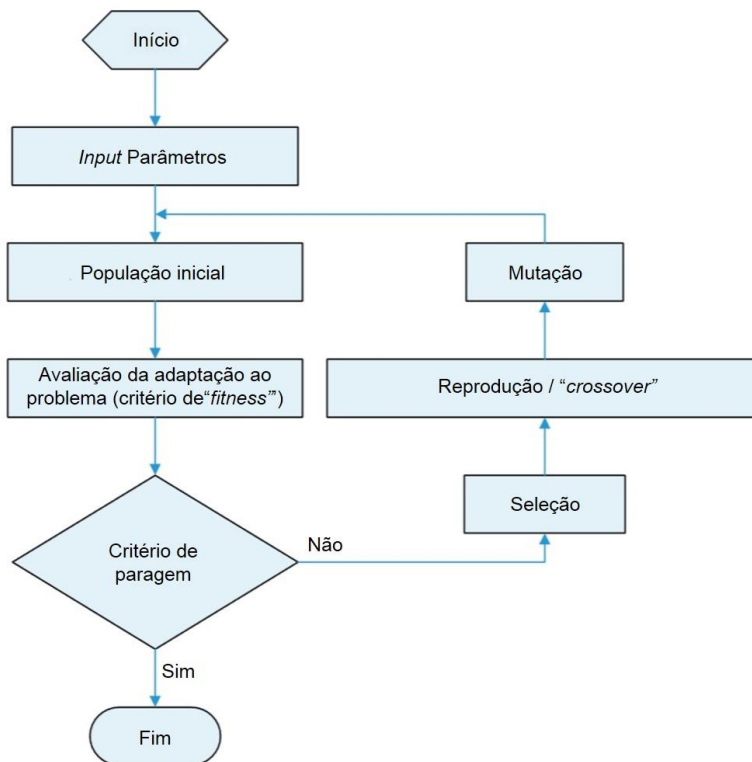 Início
Input Parâmetros
População inicial
Mutação
Avaliação da adaptação ao
problema (critério de“fitness”)
Reprodução / “crossover”
Seleção
Critério de
paragem
Não
Sim
Fim